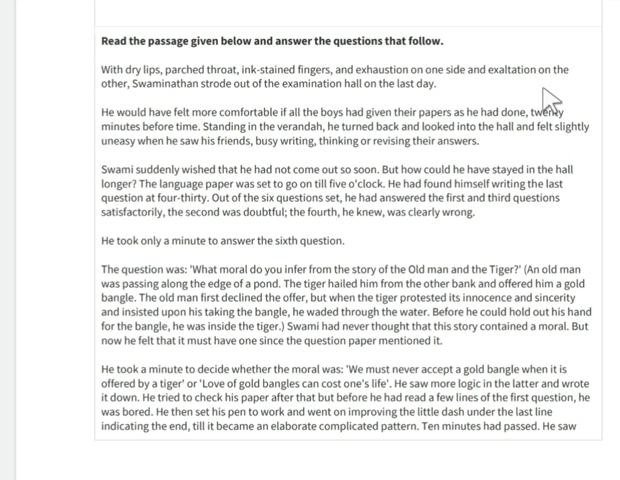 Read the passage given below and answer the questions that follow.
With dry lips, parched throat, ink-stained fingers, and exhaustion on one side and exaltation on the
other, Swaminathan strode out of the examination hall on the last day.
He would have felt more comfortable if all the boys had given their papers as he had done, twenty
minutes before time. Standing in the verandah, he turned back and looked into the hall and felt slightly
uneasy when he saw his friends, busy writing, thinking or revising their answers.
Swami suddenly wished that he had not come out so soon. But how could he have stayed in the hall
longer? The language paper was set to go on till five o'clock. He had found himself writing the last
question at four-thirty. Out of the six questions set, he had answered the first and third questions
satisfactorily, the second was doubtful; the fourth, he knew, was clearly wrong.
He took only a minute to answer the sixth question.
The question was: 'What moral do you infer from the story of the Old man and the Tiger?' (An old man
was passing along the edge of a pond. The tiger hailed him from the other bank and offered him a gold
bangle. The old man first declined the offer, but when the tiger protested its innocence and sincerity
and insisted upon his taking the bangle, he waded through the water. Before he could hold out his hand
for the bangle, he was inside the tiger.) Swami had never thought that this story contained a moral. But
now he felt that it must have one since the question paper mentioned it.
He took a minute to decide whether the moral was: 'We must never accept a gold bangle when it is
offered by a tiger' or 'Love of gold bangles can cost one's life'. He saw more logic in the latter and wrote
it down. He tried to check his paper after that but before he had read a few lines of the first question, he
was bored. He then set his pen to work and went on improving the little dash under the last line
indicating the end, till it became an elaborate complicated pattern. Ten minutes had passed. He saw